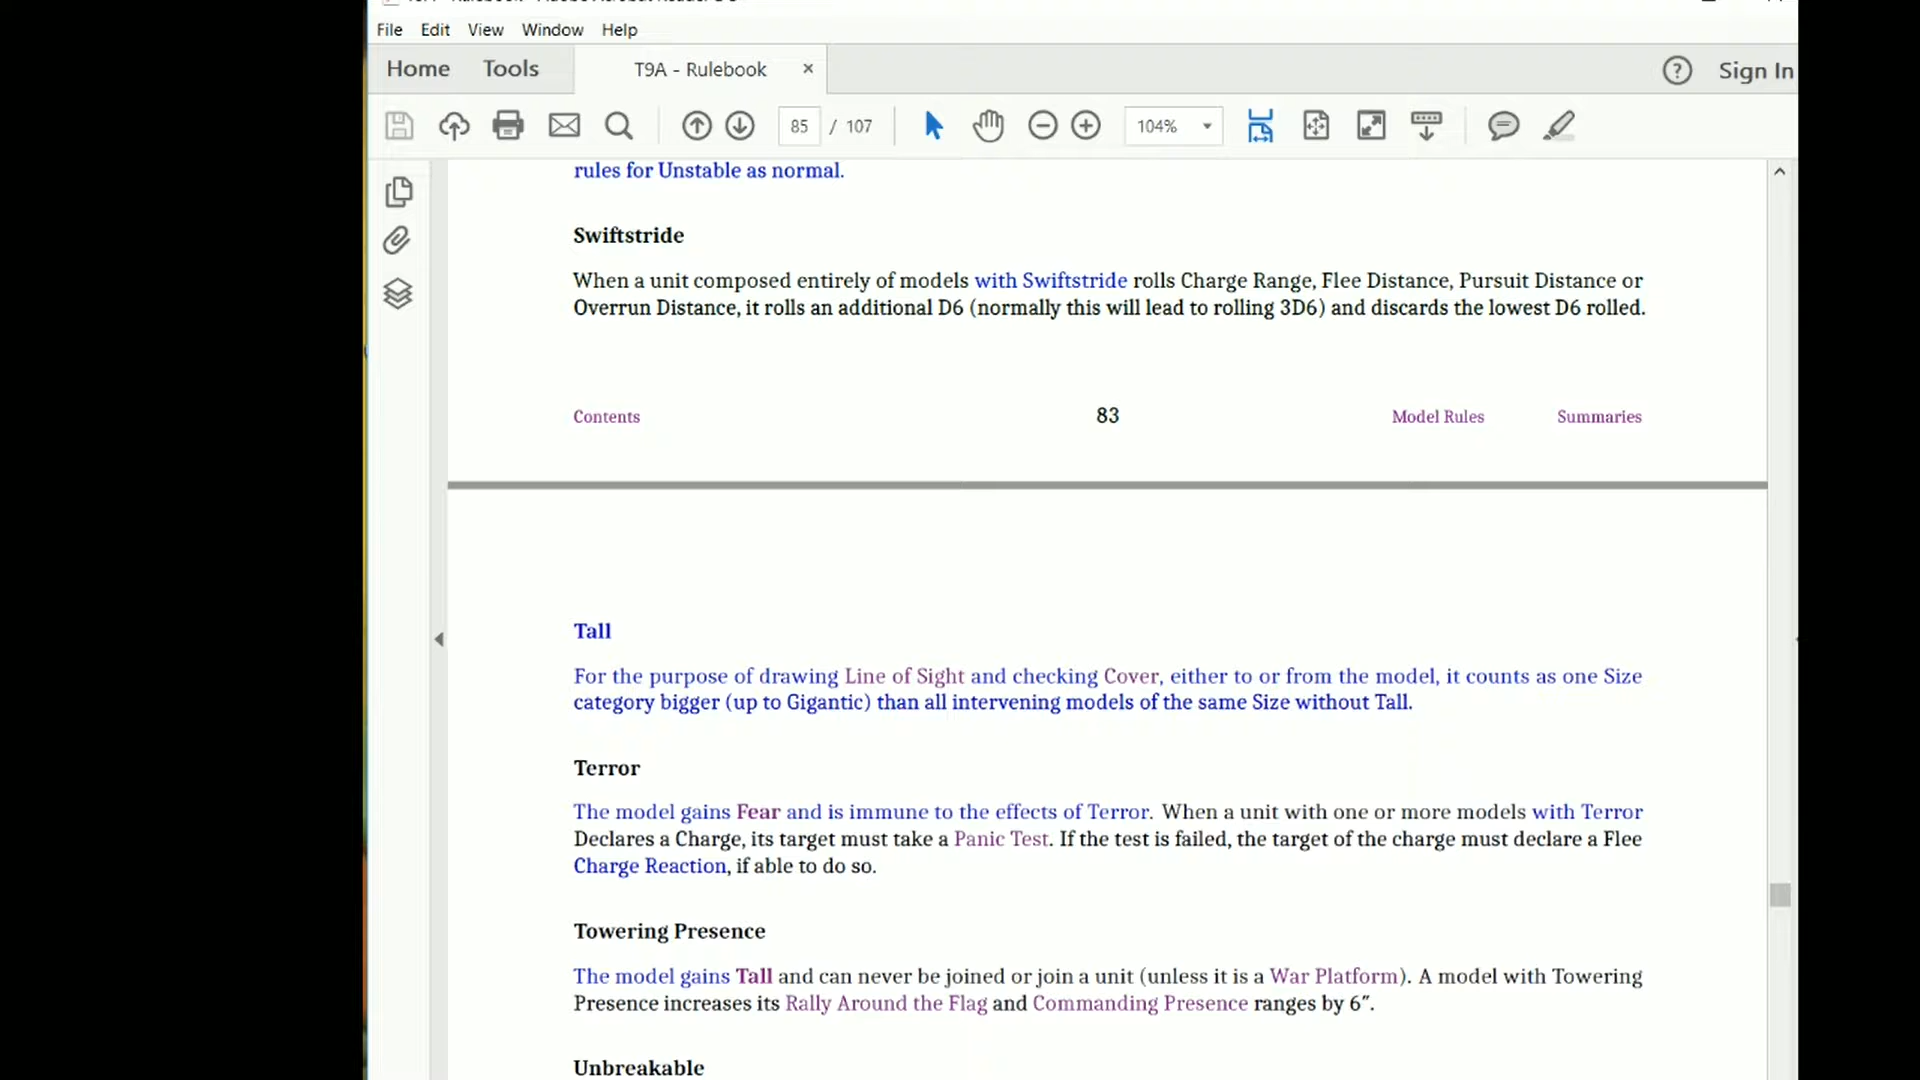 File Edit View Window Help
Home Tools T9A - Rulebook × ? Sign In
85 / 107 104%
rules for Unstable as normal.
Swiftstride
When a unit composed entirely of models with Swiftstride rolls Charge Range, Flee Distance, Pursuit Distance or
Overrun Distance, it rolls an additional D6 (normally this will lead to rolling 3D6) and discards the lowest D6 rolled.
Contents 83 Model Rules Summaries
Tall
For the purpose of drawing Line of Sight and checking Cover, either to or from the model, it counts as one Size
category bigger (up to Gigantic) than all intervening models of the same Size without Tall.
Terror
The model gains Fear and is immune to the effects of Terror. When a unit with one or more models with Terror
Declares a Charge, its target must take a Panic Test. If the test is failed, the target of the charge must declare a Flee
Charge Reaction, if able to do so.
Towering Presence
The model gains Tall and can never be joined or join a unit (unless it is a War Platform). A model with Towering
Presence increases its Rally Around the Flag and Commanding Presence ranges by 6″.
Unbreakable